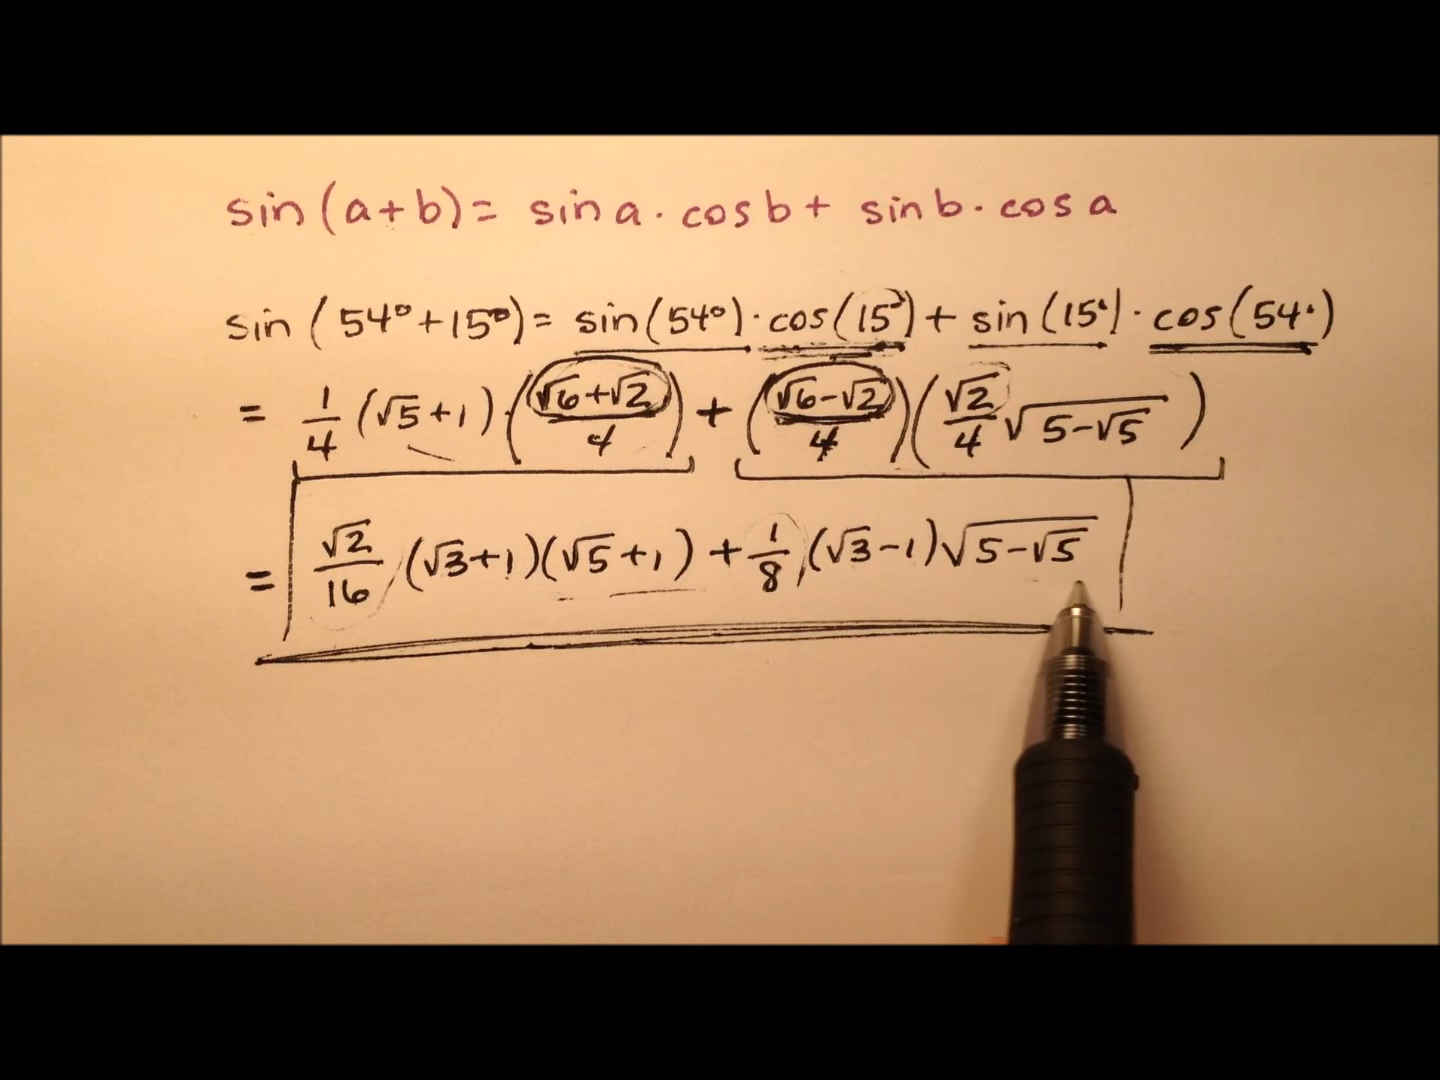 sin (a+b) = sin a · cos b + sin b · cos a
sin (54°+15°) = sin(54°) · cos(15°) + sin(15°) · cos(54°)
= 1/4 (√5+1) · ((√6+√2)/4) + ((√6-√2)/4) (√2/4 √(5-√5))
= √2/16 (√3+1)(√5+1) + 1/8 (√3-1)√(5-√5)